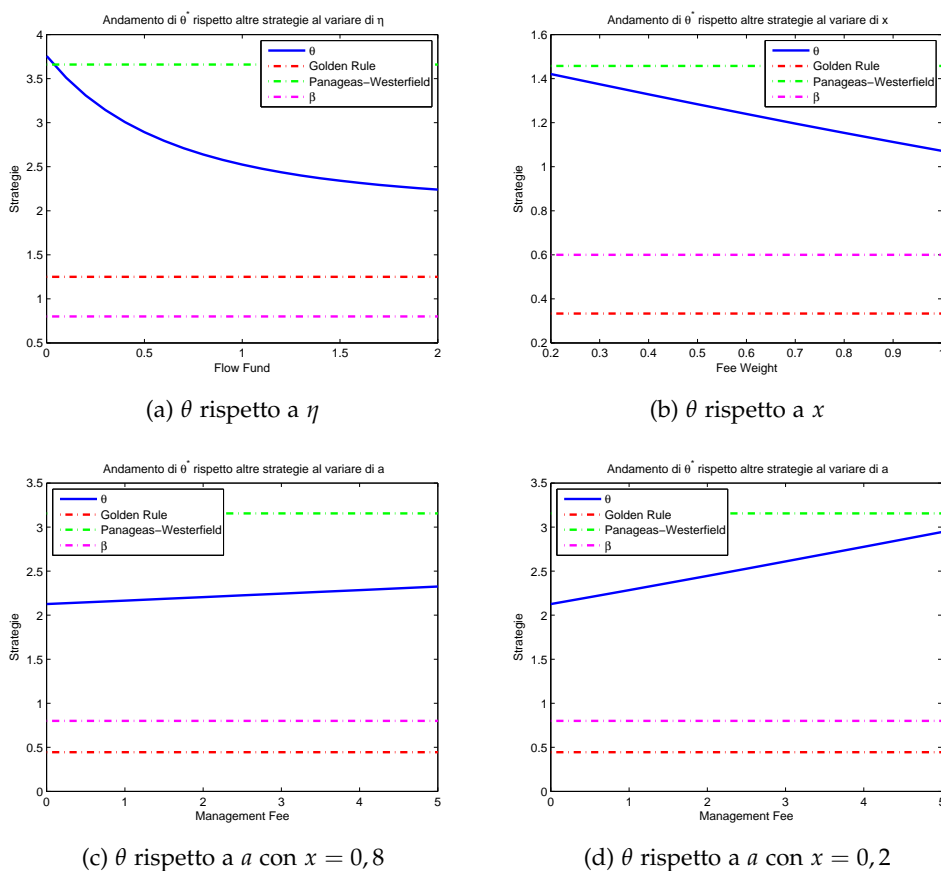 Andamento di θ* rispetto altre strategie al variare di η
4
3.5
3
2.5
2
1.5
1
0.5
Strategie
θ
Golden Rule
Panageas−Westerfield
β
0 0.5 1 1.5 2
Flow Fund
(a) θ rispetto a η
Andamento di θ* rispetto altre strategie al variare di x
1.6
1.4
1.2
1
0.8
0.6
0.4
0.2
Strategie
θ
Golden Rule
Panageas−Westerfield
β
0.2 0.3 0.4 0.5 0.6 0.7 0.8 0.9 1
Fee Weight
(b) θ rispetto a x
Andamento di θ* rispetto altre strategie al variare di a
3.5
3
2.5
2
1.5
1
0.5
0
Strategie
θ
Golden Rule
Panageas−Westerfield
β
0 1 2 3 4 5
Management Fee
(c) θ rispetto a a con x = 0,8
Andamento di θ* rispetto altre strategie al variare di a
3.5
3
2.5
2
1.5
1
0.5
0
Strategie
θ
Golden Rule
Panageas−Westerfield
β
0 1 2 3 4 5
Management Fee
(d) θ rispetto a a con x = 0,2